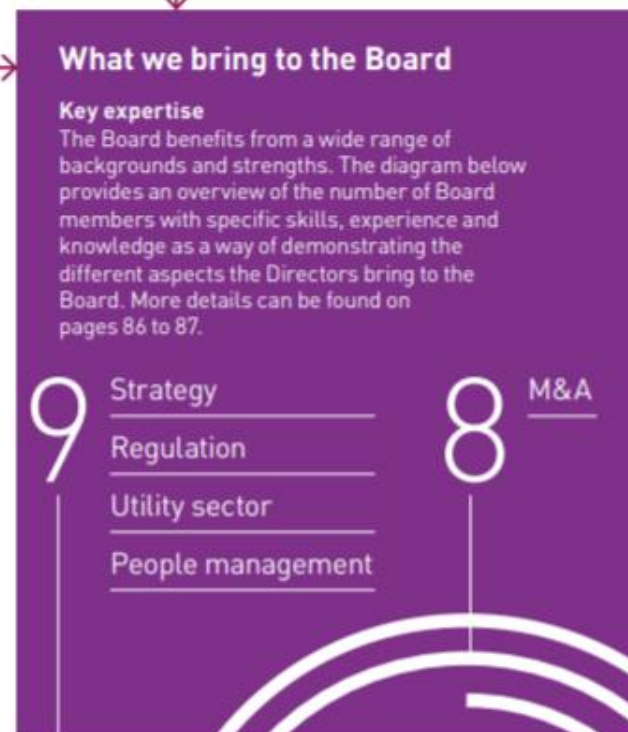 What we bring to the Board
Key expertise
The Board benefits from a wide range of
backgrounds and strengths. The diagram below
provides an overview of the number of Board
members with specific skills, experience and
knowledge as a way of demonstrating the
different aspects the Directors bring to the
Board. More details can be found on
pages 86 to 87.
9
Strategy
Regulation
Utility sector
People management
8
M&A